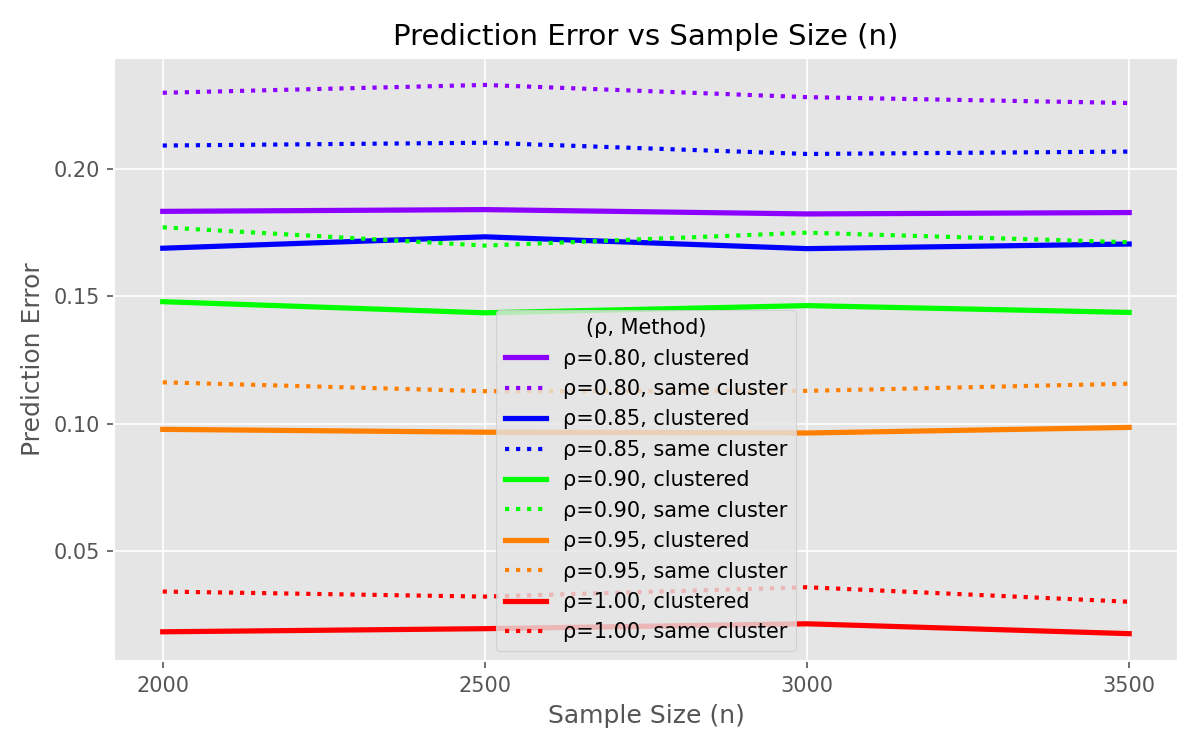 Prediction Error vs Sample Size (n)
Prediction Error
0.20
0.15
0.10
0.05
(ρ, Method)
ρ=0.80, clustered
ρ=0.80, same cluster
ρ=0.85, clustered
ρ=0.85, same cluster
ρ=0.90, clustered
ρ=0.90, same cluster
ρ=0.95, clustered
ρ=0.95, same cluster
ρ=1.00, clustered
ρ=1.00, same cluster
2000
2500
3000
3500
Sample Size (n)